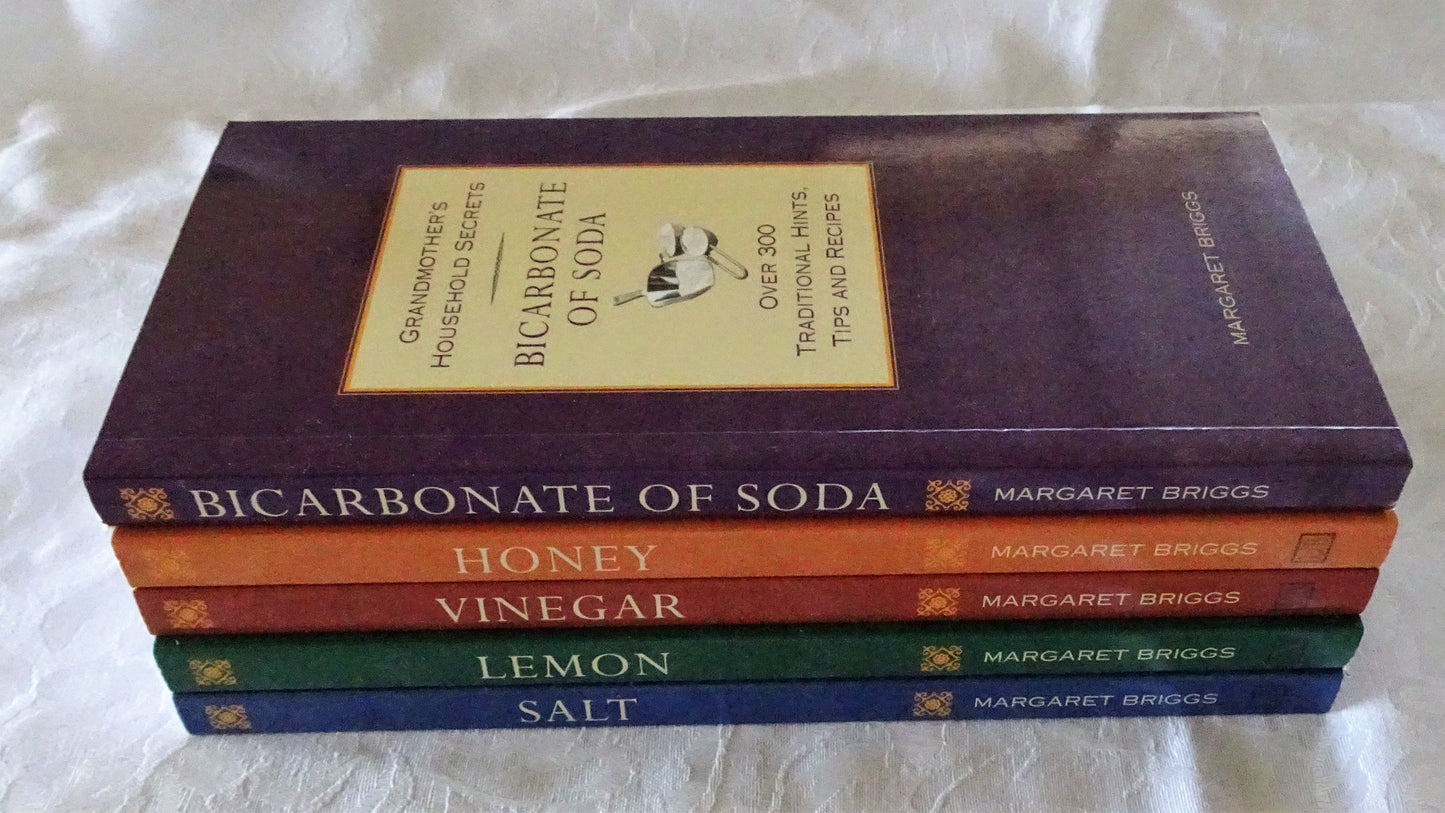 GRANDMOTHER'S
HOUSEHOLD SECRETS
BICARBONATE
OF SODA
OVER 300
TRADITIONAL HINTS,
TIPS AND RECIPES
MARGARET BRIGGS
BICARBONATE OF SODA MARGARET BRIGGS
HONEY MARGARET BRIGGS
VINEGAR MARGARET BRIGGS
LEMON MARGARET BRIGGS
SALT MARGARET BRIGGS